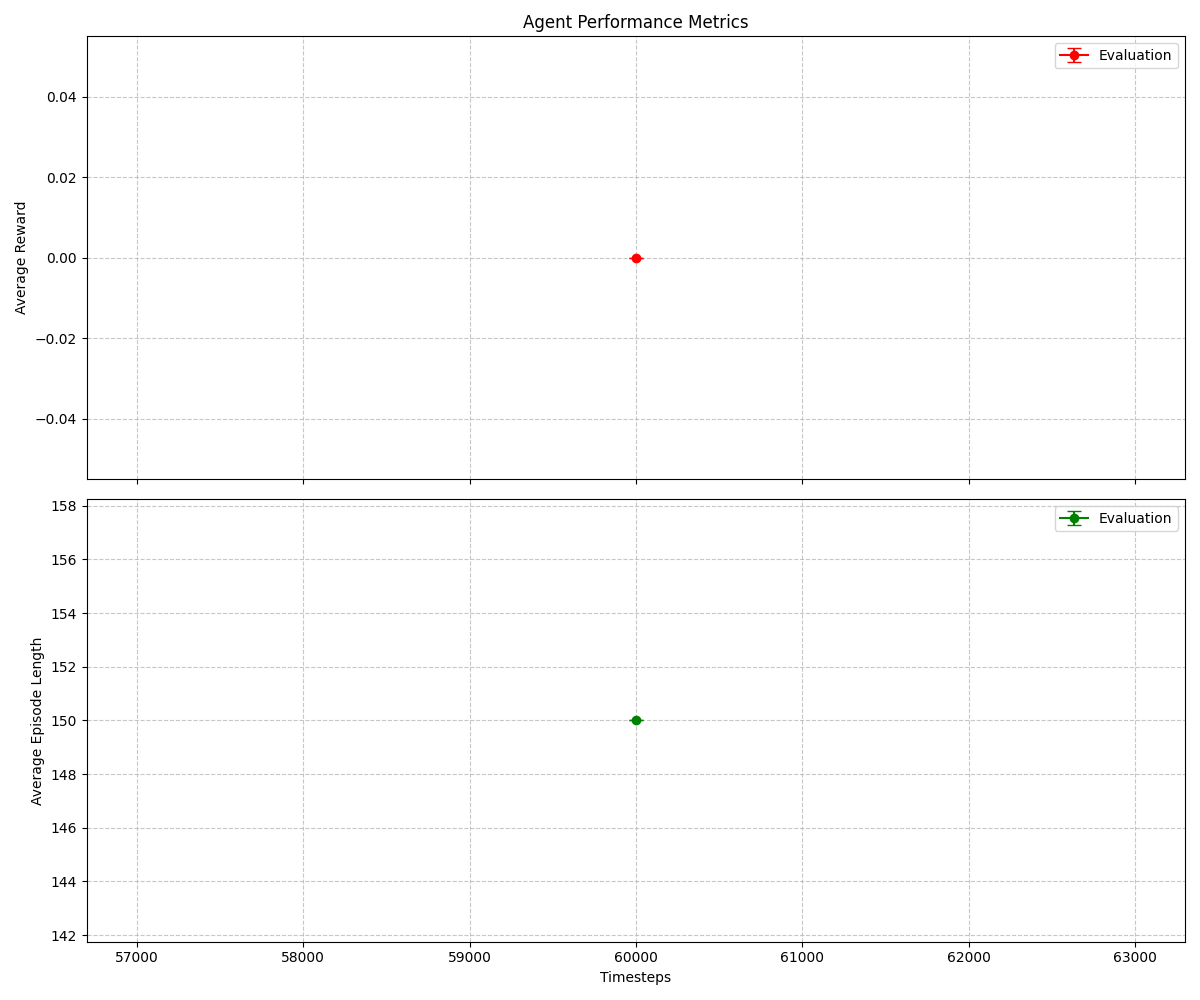 Agent Performance Metrics
Evaluation
0.04
0.02
0.00
−0.02
−0.04
Average Reward
Evaluation
158
156
154
152
150
148
146
144
142
Average Episode Length
57000 58000 59000 60000 61000 62000 63000
Timesteps